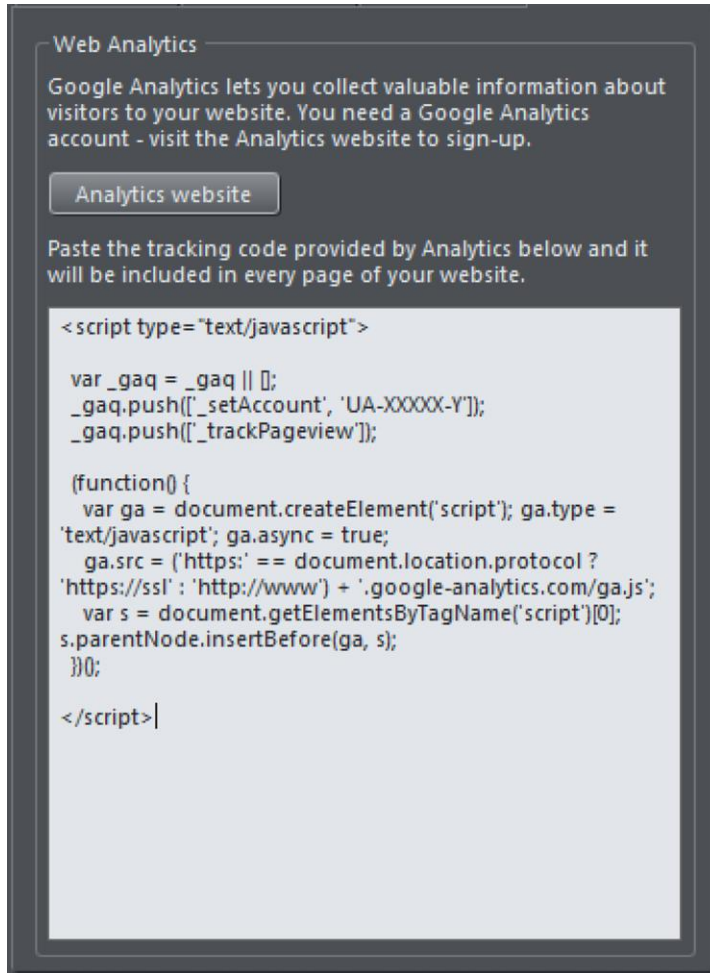 Web Analytics
Google Analytics lets you collect valuable information about
visitors to your website. You need a Google Analytics
account - visit the Analytics website to sign-up.
Analytics website
Paste the tracking code provided by Analytics below and it
will be included in every page of your website.
<script type="text/javascript">
var _gaq = _gaq || [];
_gaq.push(['_setAccount', 'UA-XXXXX-Y']);
_gaq.push(['_trackPageview']);
(function() {
var ga = document.createElement('script'); ga.type =
'text/javascript'; ga.async = true;
ga.src = ('https:' == document.location.protocol ?
'https://ssl' : 'http://www') + '.google-analytics.com/ga.js';
var s = document.getElementsByTagName('script')[0];
s.parentNode.insertBefore(ga, s);
})();
</script>